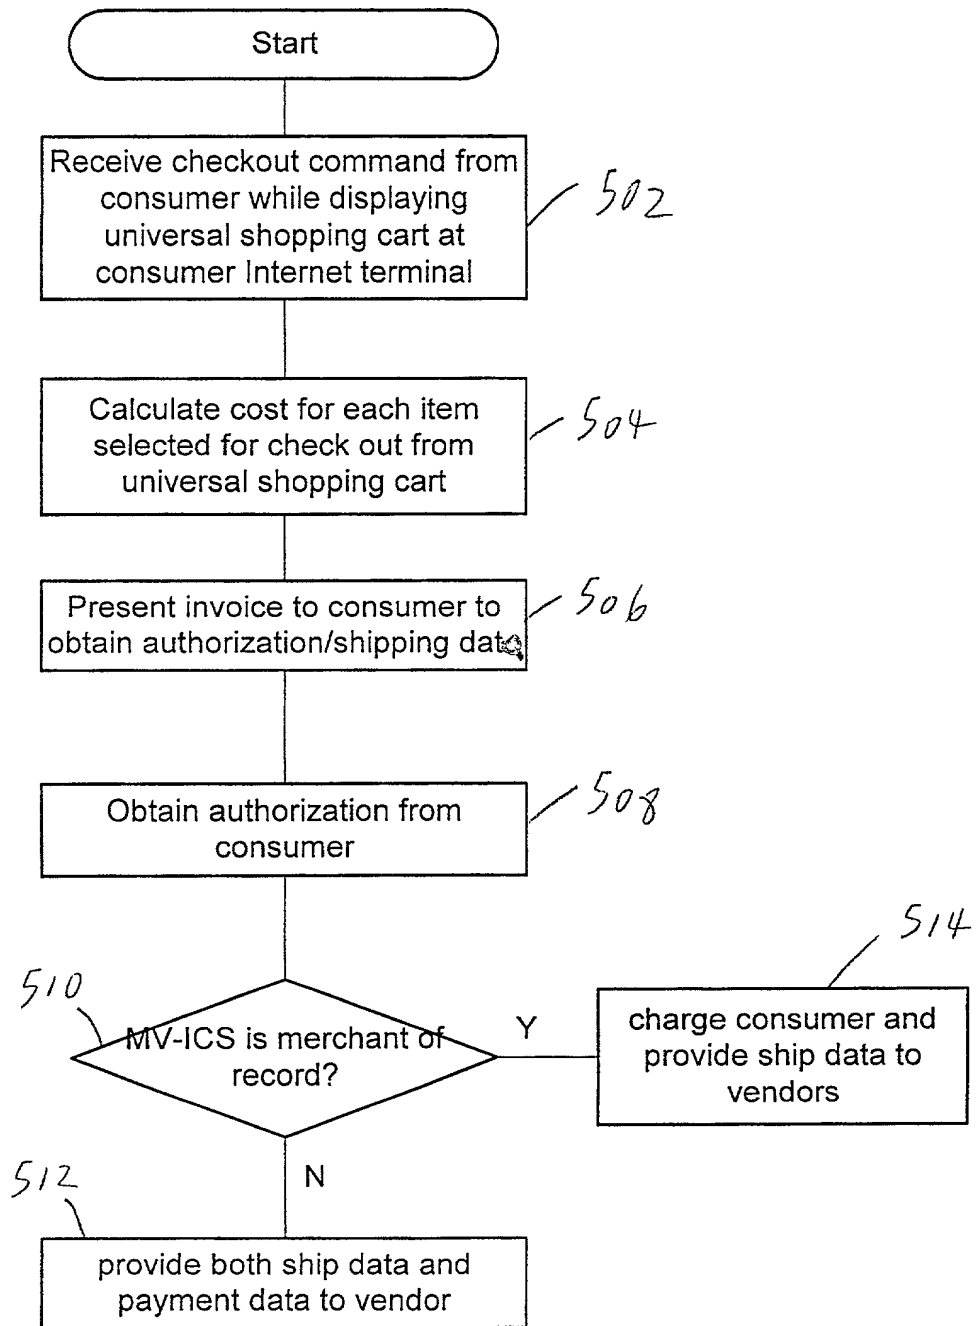 Start
Receive checkout command from
consumer while displaying
universal shopping cart at
consumer Internet terminal
502
Calculate cost for each item
selected for check out from
universal shopping cart
504
Present invoice to consumer to
obtain authorization/shipping data
506
Obtain authorization from
consumer
508
510
MV-ICS is merchant of
record?
Y
514
charge consumer and
provide ship data to
vendors
N
512
provide both ship data and
payment data to vendor